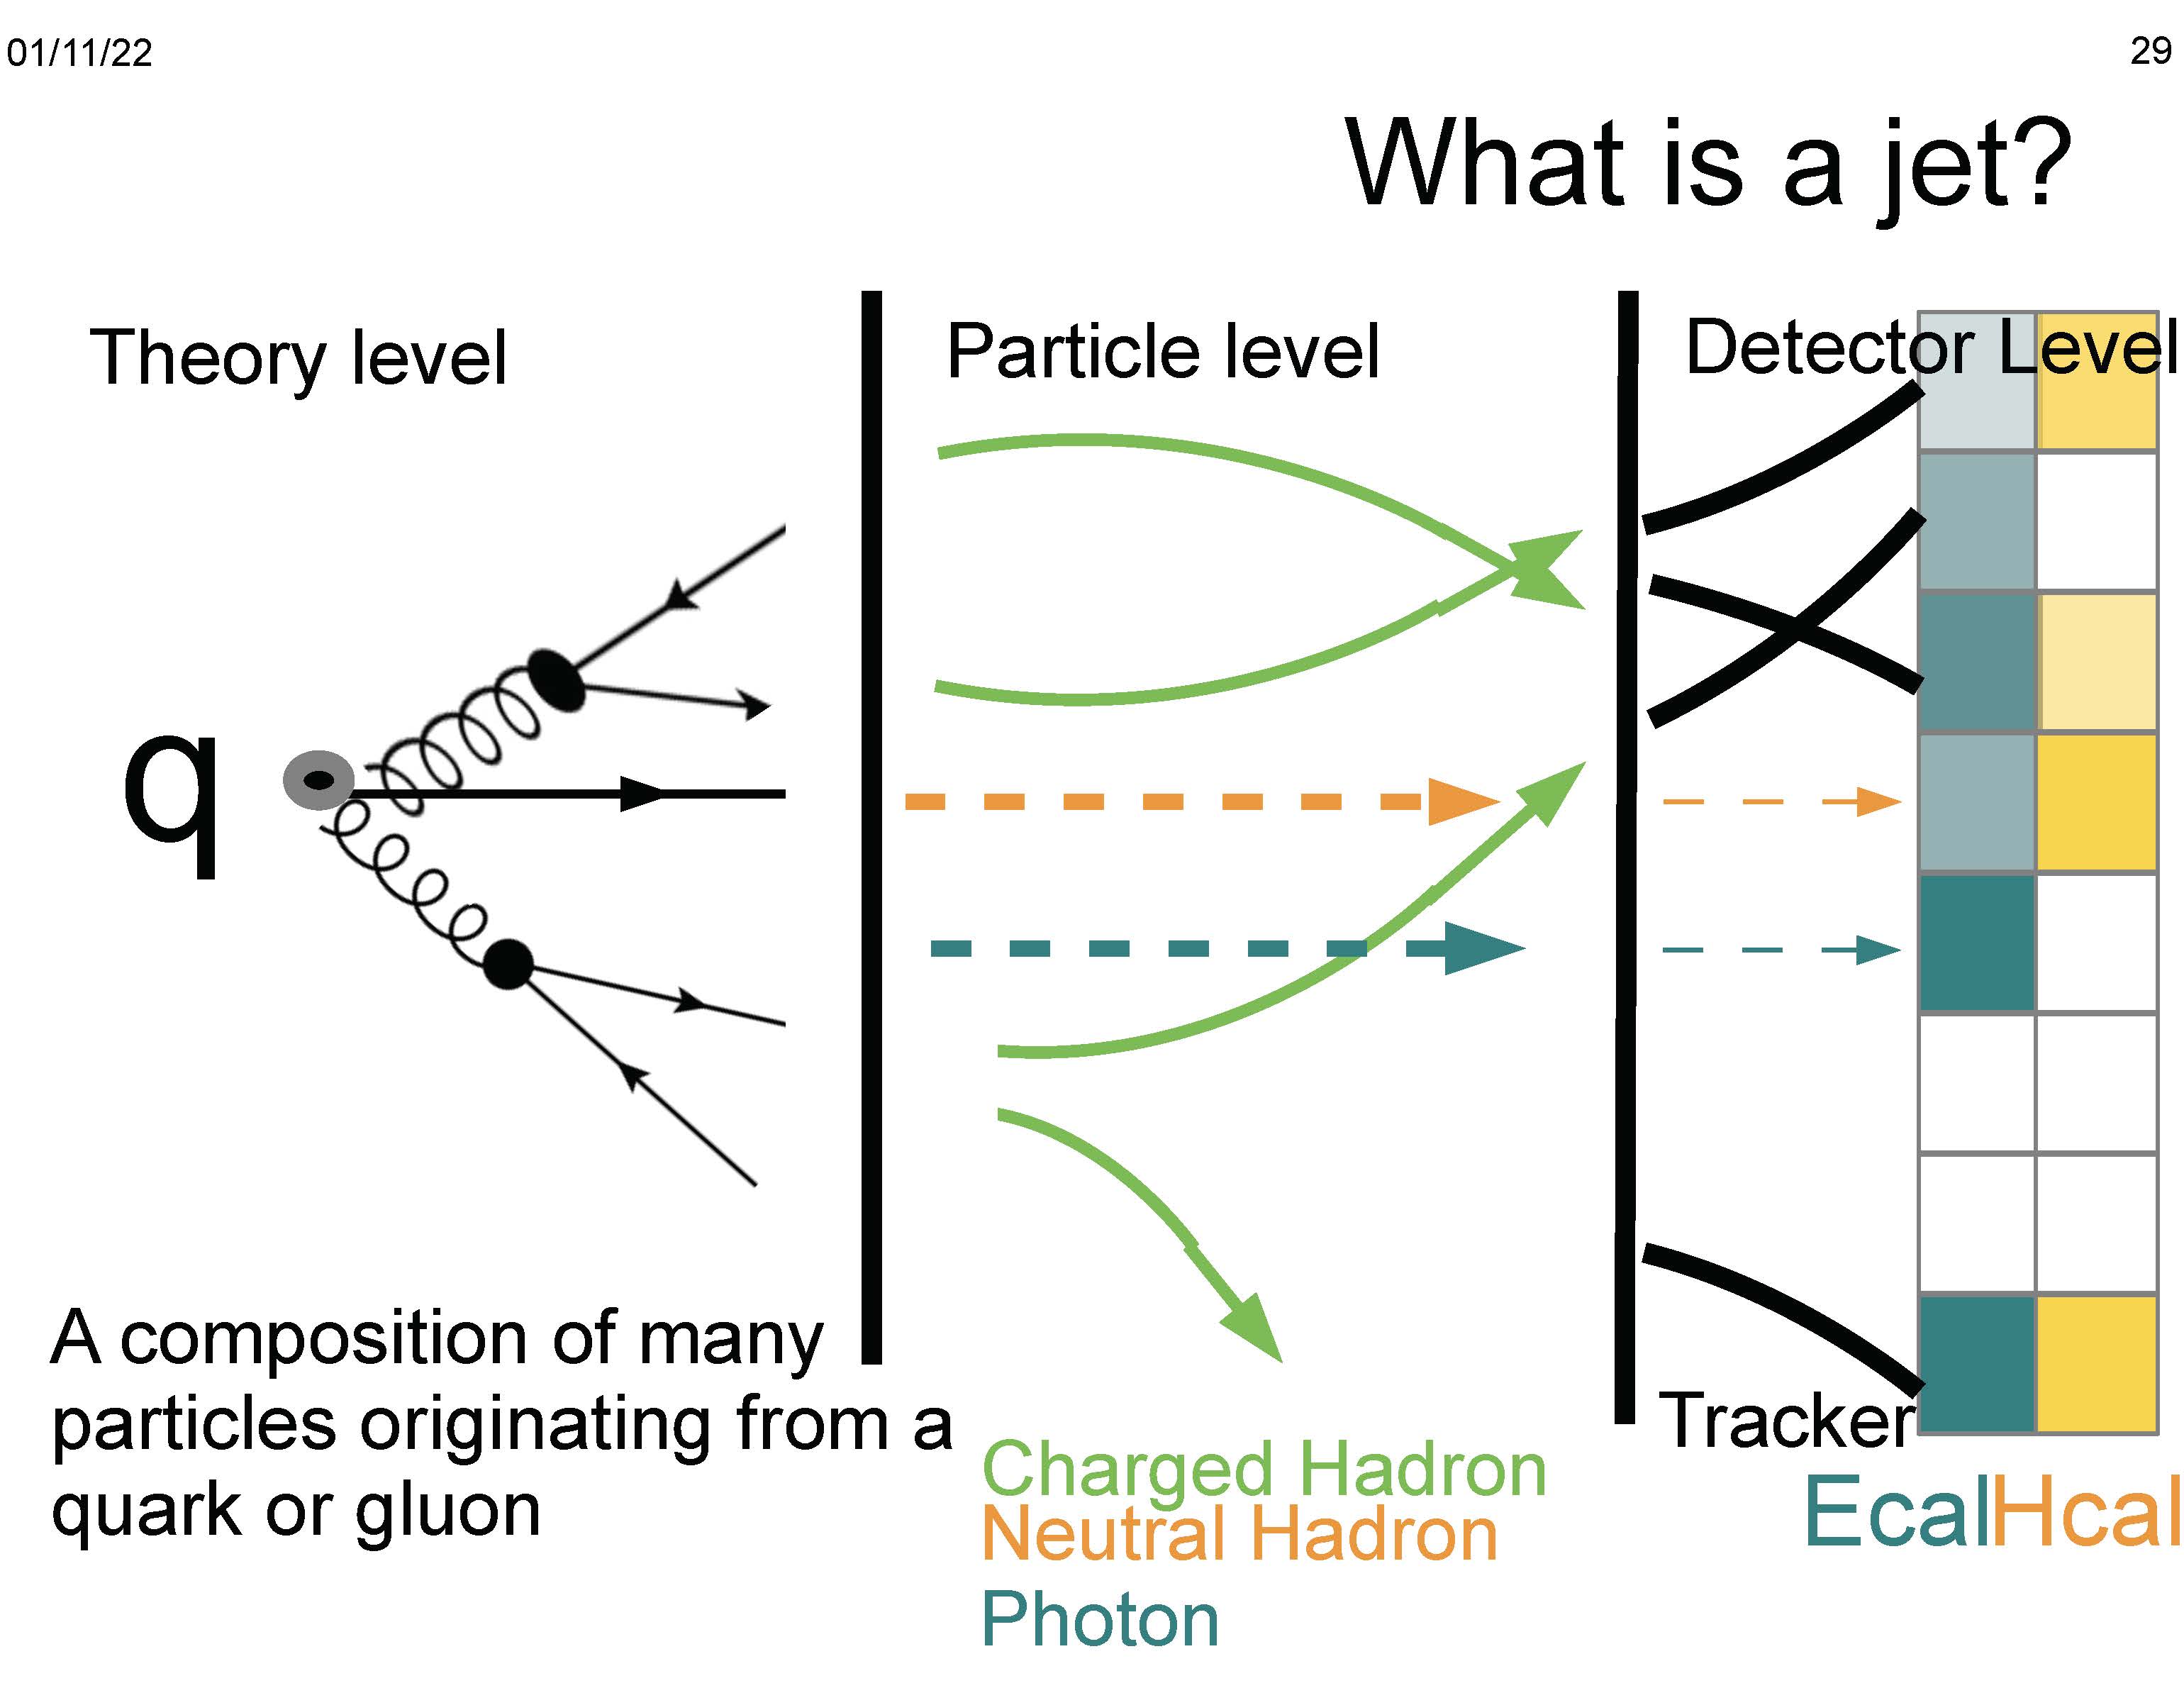 01/11/22
29
What is a jet?
Theory level
Particle level
Detector Level
q
A composition of many
particles originating from a
quark or gluon
Charged Hadron
Neutral Hadron
Photon
Tracker
EcalHcal